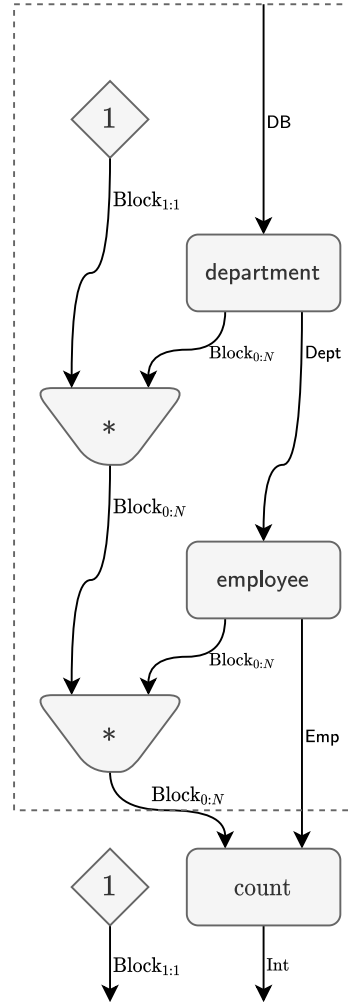 DB
1
Block₁:₁
department
Block₀:N
Dept
*
Block₀:N
employee
Block₀:N
*
Emp
Block₀:N
1
count
Block₁:₁
Int